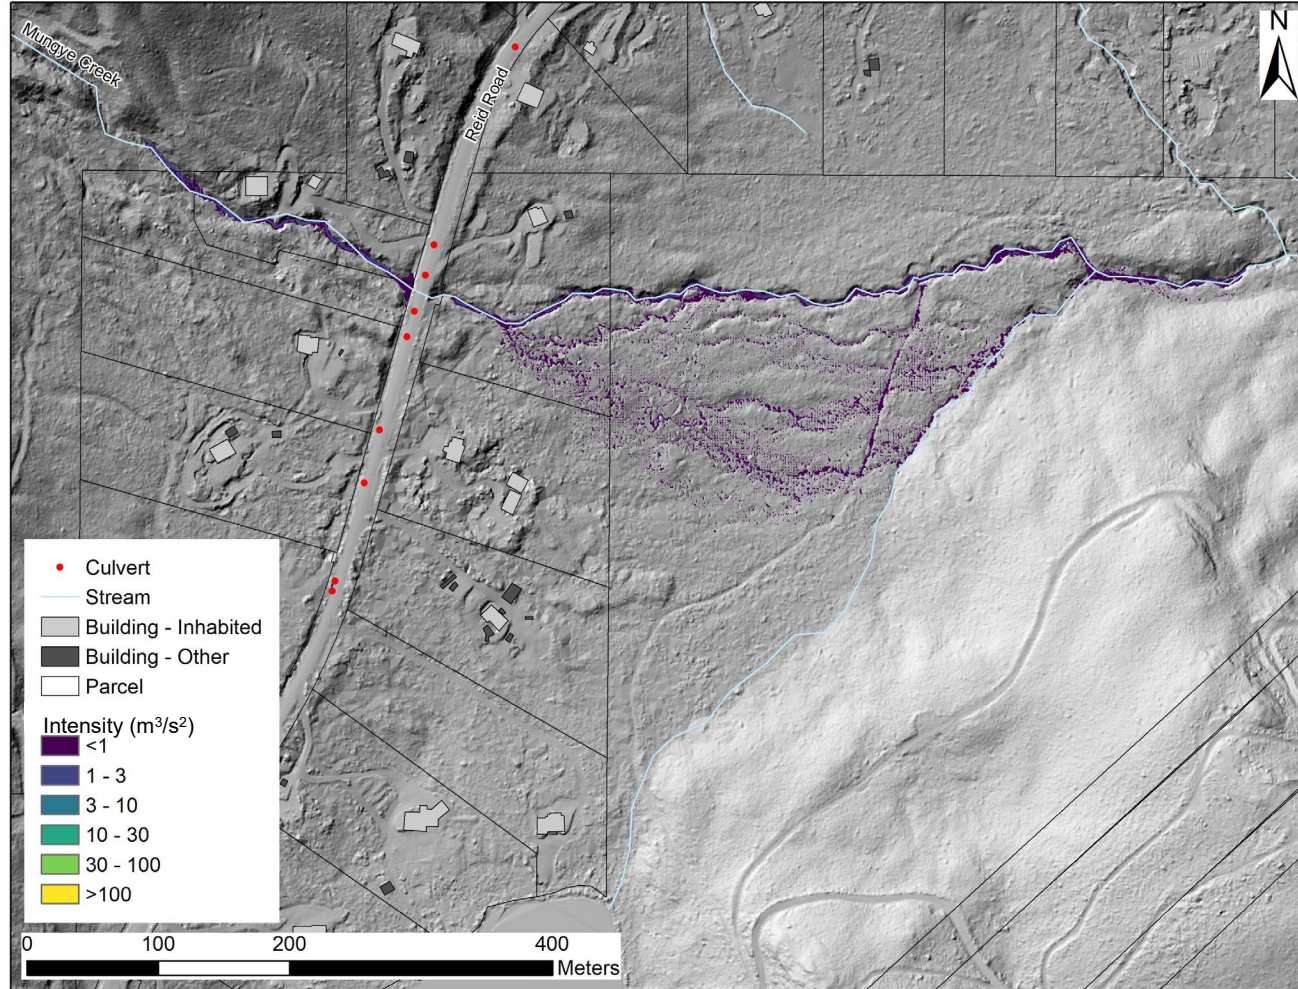 Mungye Creek
Reid Road
N
Culvert
Stream
Building - Inhabited
Building - Other
Parcel
Intensity (m³/s²)
<1
1 - 3
3 - 10
10 - 30
30 - 100
>100
0 100 200 400
Meters